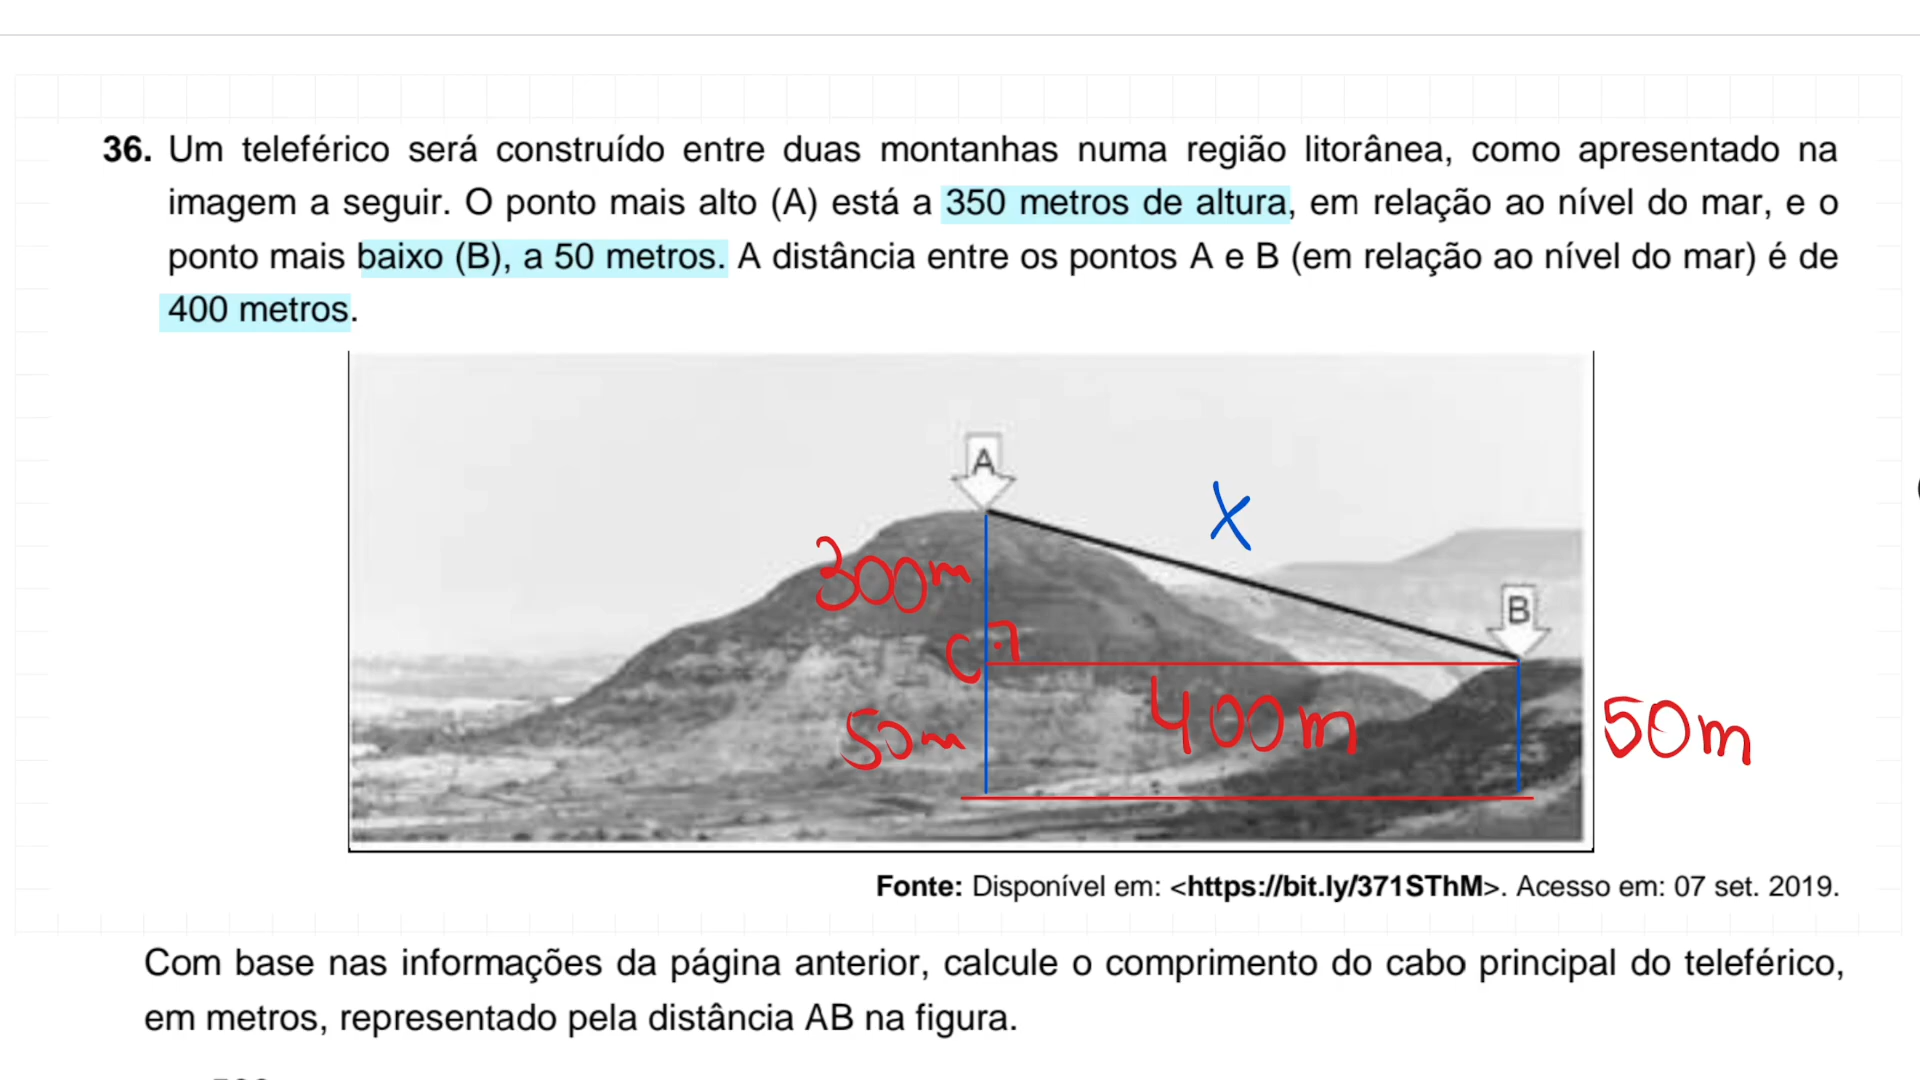 36. Um teleférico será construído entre duas montanhas numa região litorânea, como apresentado na
imagem a seguir. O ponto mais alto (A) está a 350 metros de altura, em relação ao nível do mar, e o
ponto mais baixo (B), a 50 metros. A distância entre os pontos A e B (em relação ao nível do mar) é de
400 metros.
A
X
300m
B
C
50m
400m
50m
Fonte: Disponível em: <https://bit.ly/371SThM>. Acesso em: 07 set. 2019.
Com base nas informações da página anterior, calcule o comprimento do cabo principal do teleférico,
em metros, representado pela distância AB na figura.